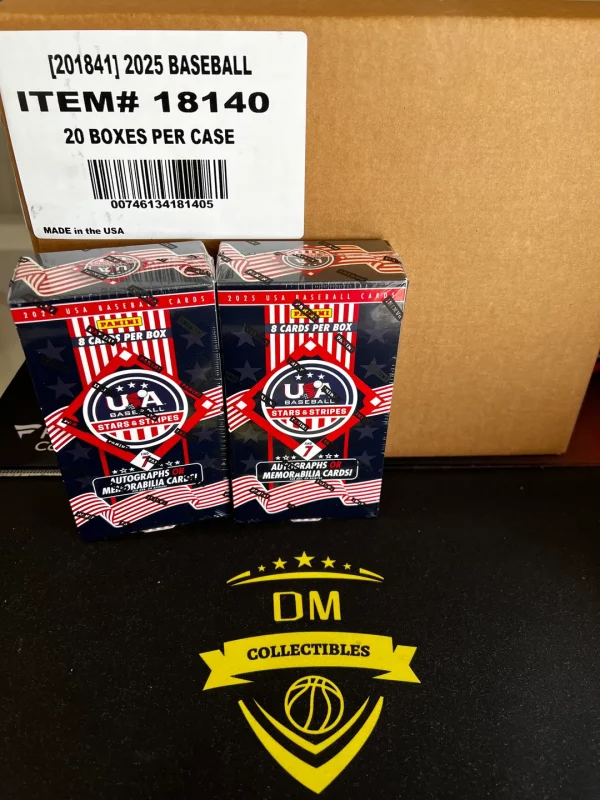 [201841] 2025 BASEBALL
ITEM# 18140
20 BOXES PER CASE
00746134181405
MADE in the USA
2025 USA BASEBALL CARDS
PANINI
8 CARDS PER BOX
USA
BASEBALL
STARS & STRIPES
7
AUTOGRAPHS OR
MEMORABILIA CARDS!
2025 USA BASEBALL CARDS
PANINI
8 CARDS PER BOX
USA
BASEBALL
STARS & STRIPES
7
AUTOGRAPHS OR
MEMORABILIA CARDS!
DM
COLLECTIBLES